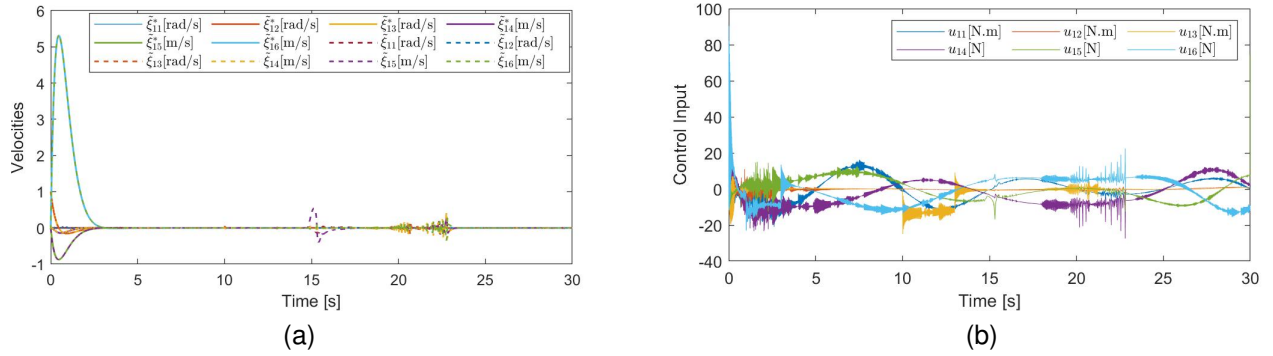 ξ̃*₁₁[rad/s] ξ̃*₁₂[rad/s] ξ̃*₁₃[rad/s] ξ̃*₁₄[m/s]
ξ̃*₁₅[m/s] ξ̃*₁₆[m/s] ξ̃₁₁[rad/s] ξ̃₁₂[rad/s]
ξ̃₁₃[rad/s] ξ̃₁₄[m/s] ξ̃₁₅[m/s] ξ̃₁₆[m/s]
6
5
4
3
2
1
0
-1
Velocities
0 5 10 15 20 25 30
Time [s]
(a)
u₁₁[N.m] u₁₂[N.m] u₁₃[N.m]
u₁₄[N] u₁₅[N] u₁₆[N]
100
80
60
40
20
0
-20
-40
Control Input
0 5 10 15 20 25 30
Time [s]
(b)